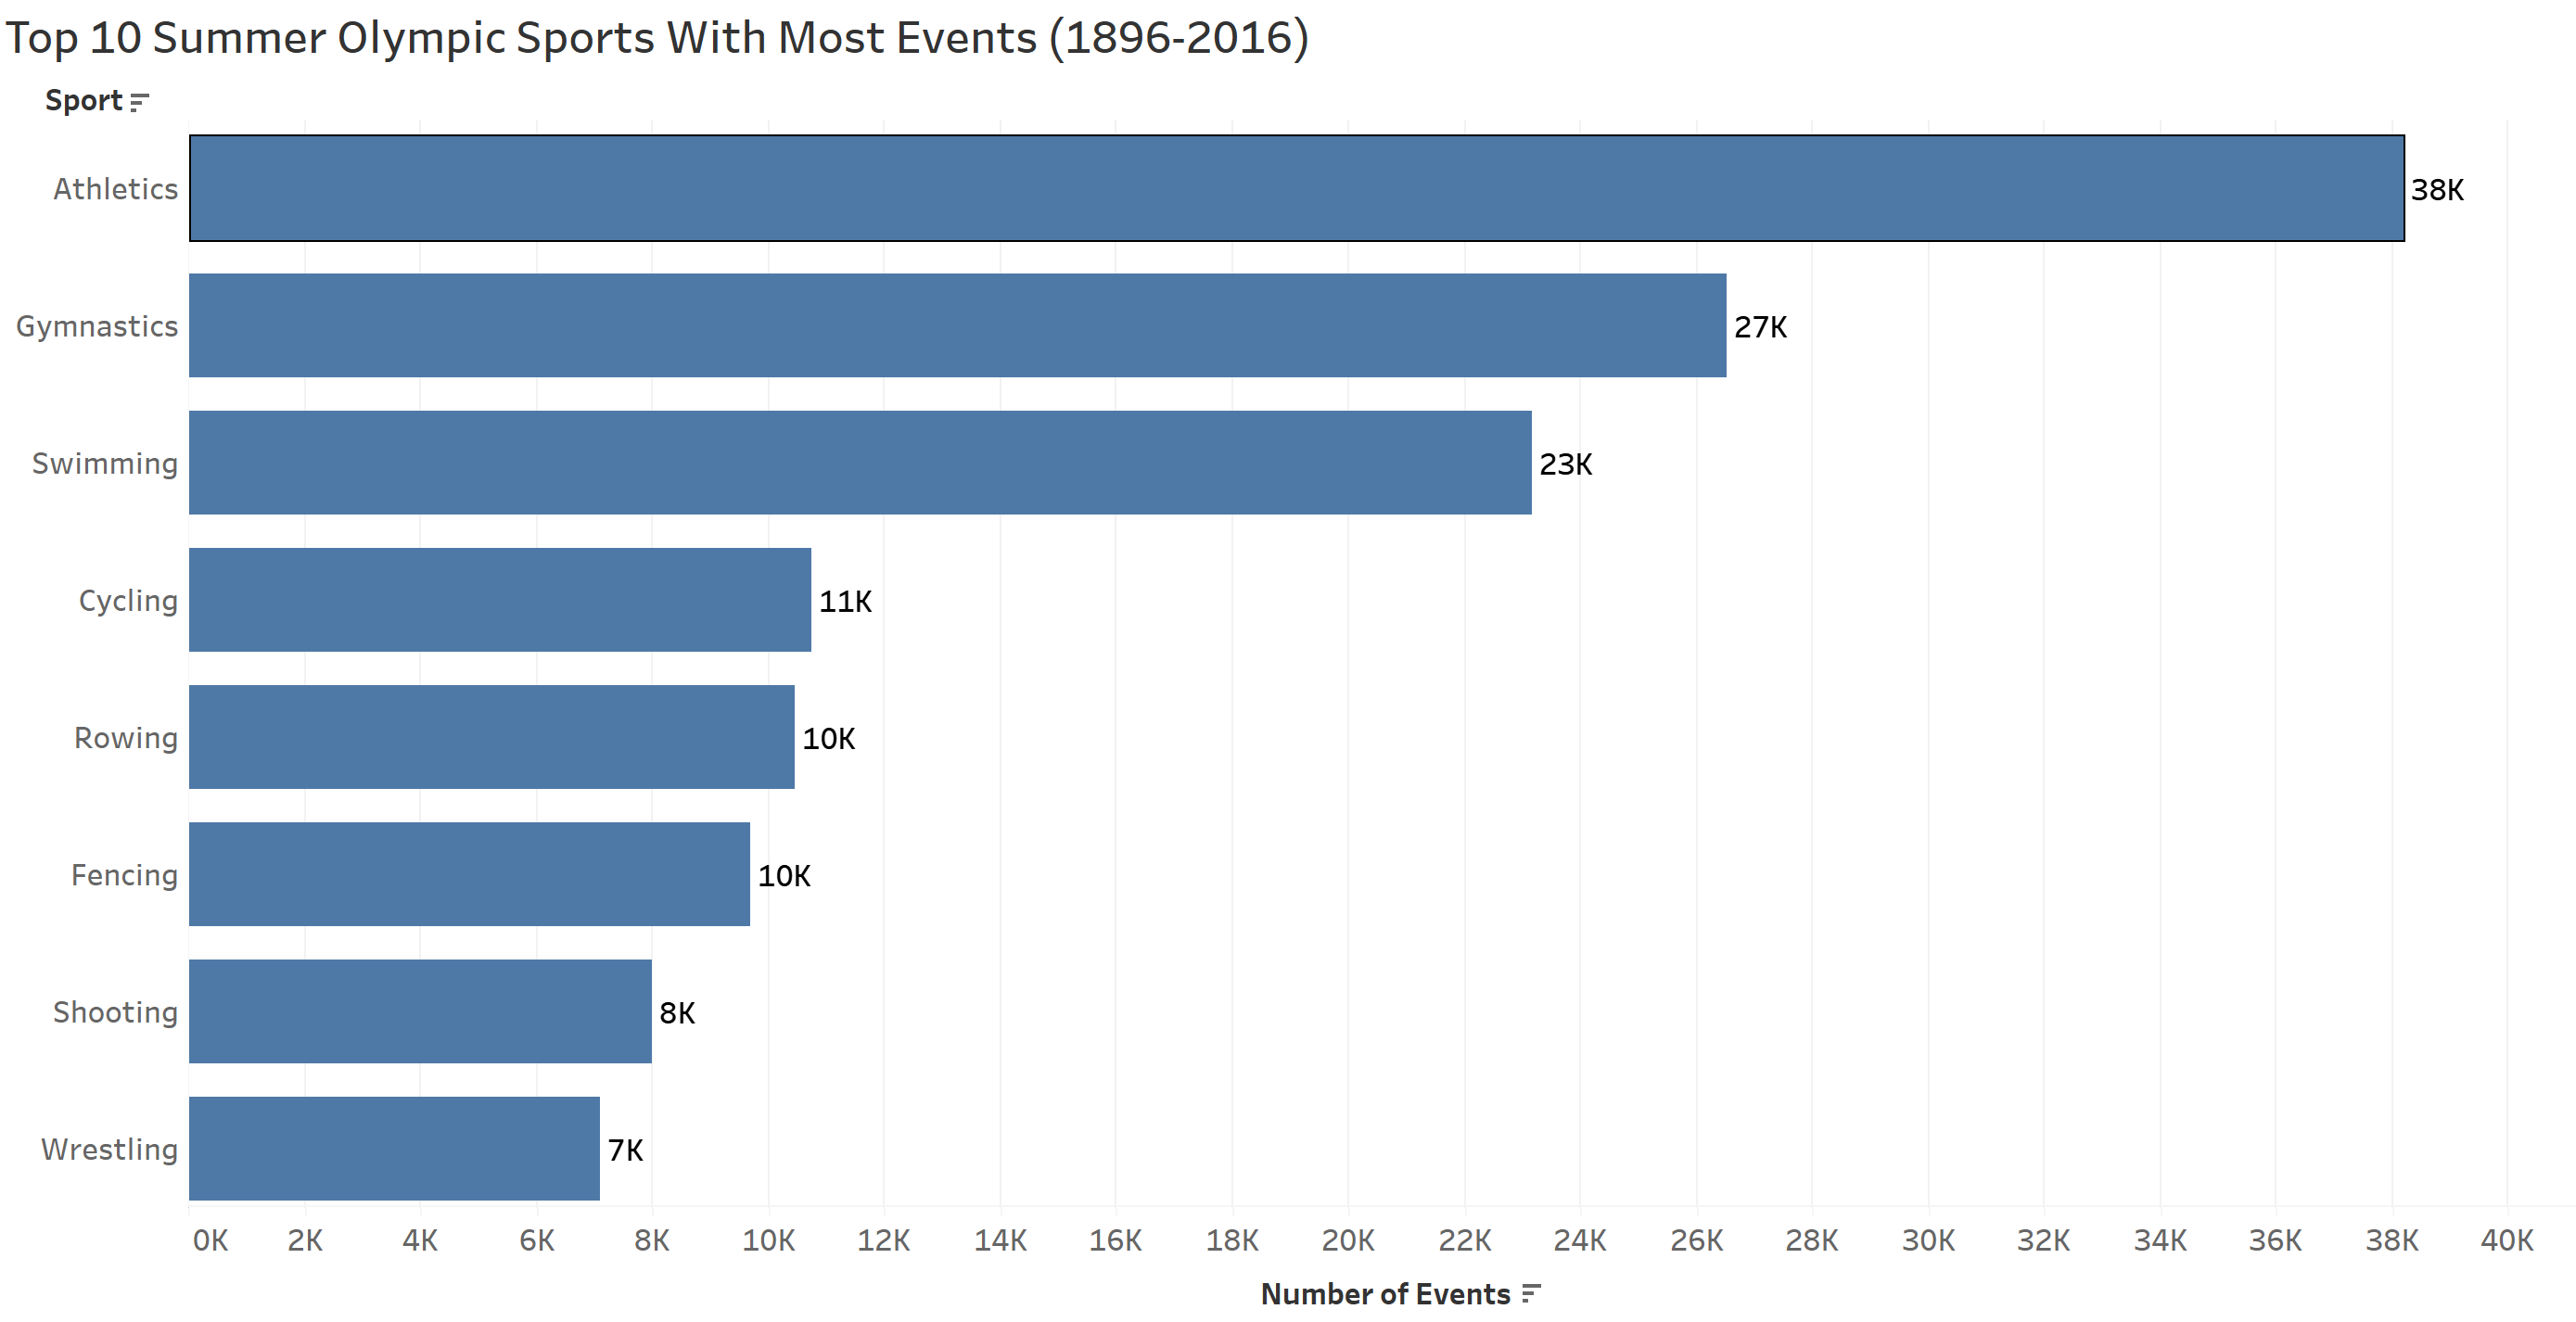 Top 10 Summer Olympic Sports With Most Events (1896-2016)
Sport
Athletics 38K
Gymnastics 27K
Swimming 23K
Cycling 11K
Rowing 10K
Fencing 10K
Shooting 8K
Wrestling 7K
0K 2K 4K 6K 8K 10K 12K 14K 16K 18K 20K 22K 24K 26K 28K 30K 32K 34K 36K 38K 40K
Number of Events